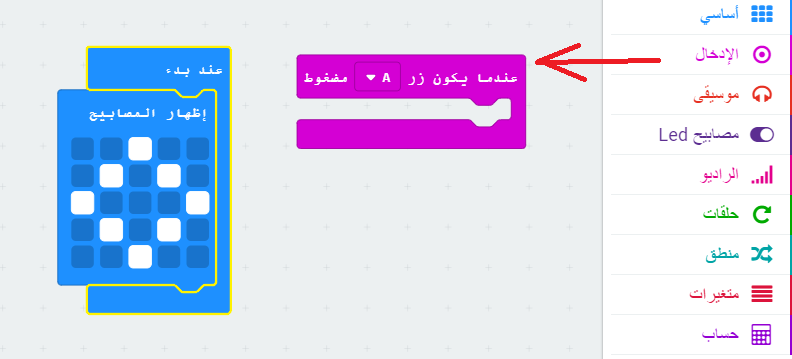 أساسي
الإدخال
موسيقى
مصابيح Led
الراديو
حلقات
منطق
متغيرات
حساب
عندما يكون زر A مضغوط
عند بدء
إظهار المصابيح